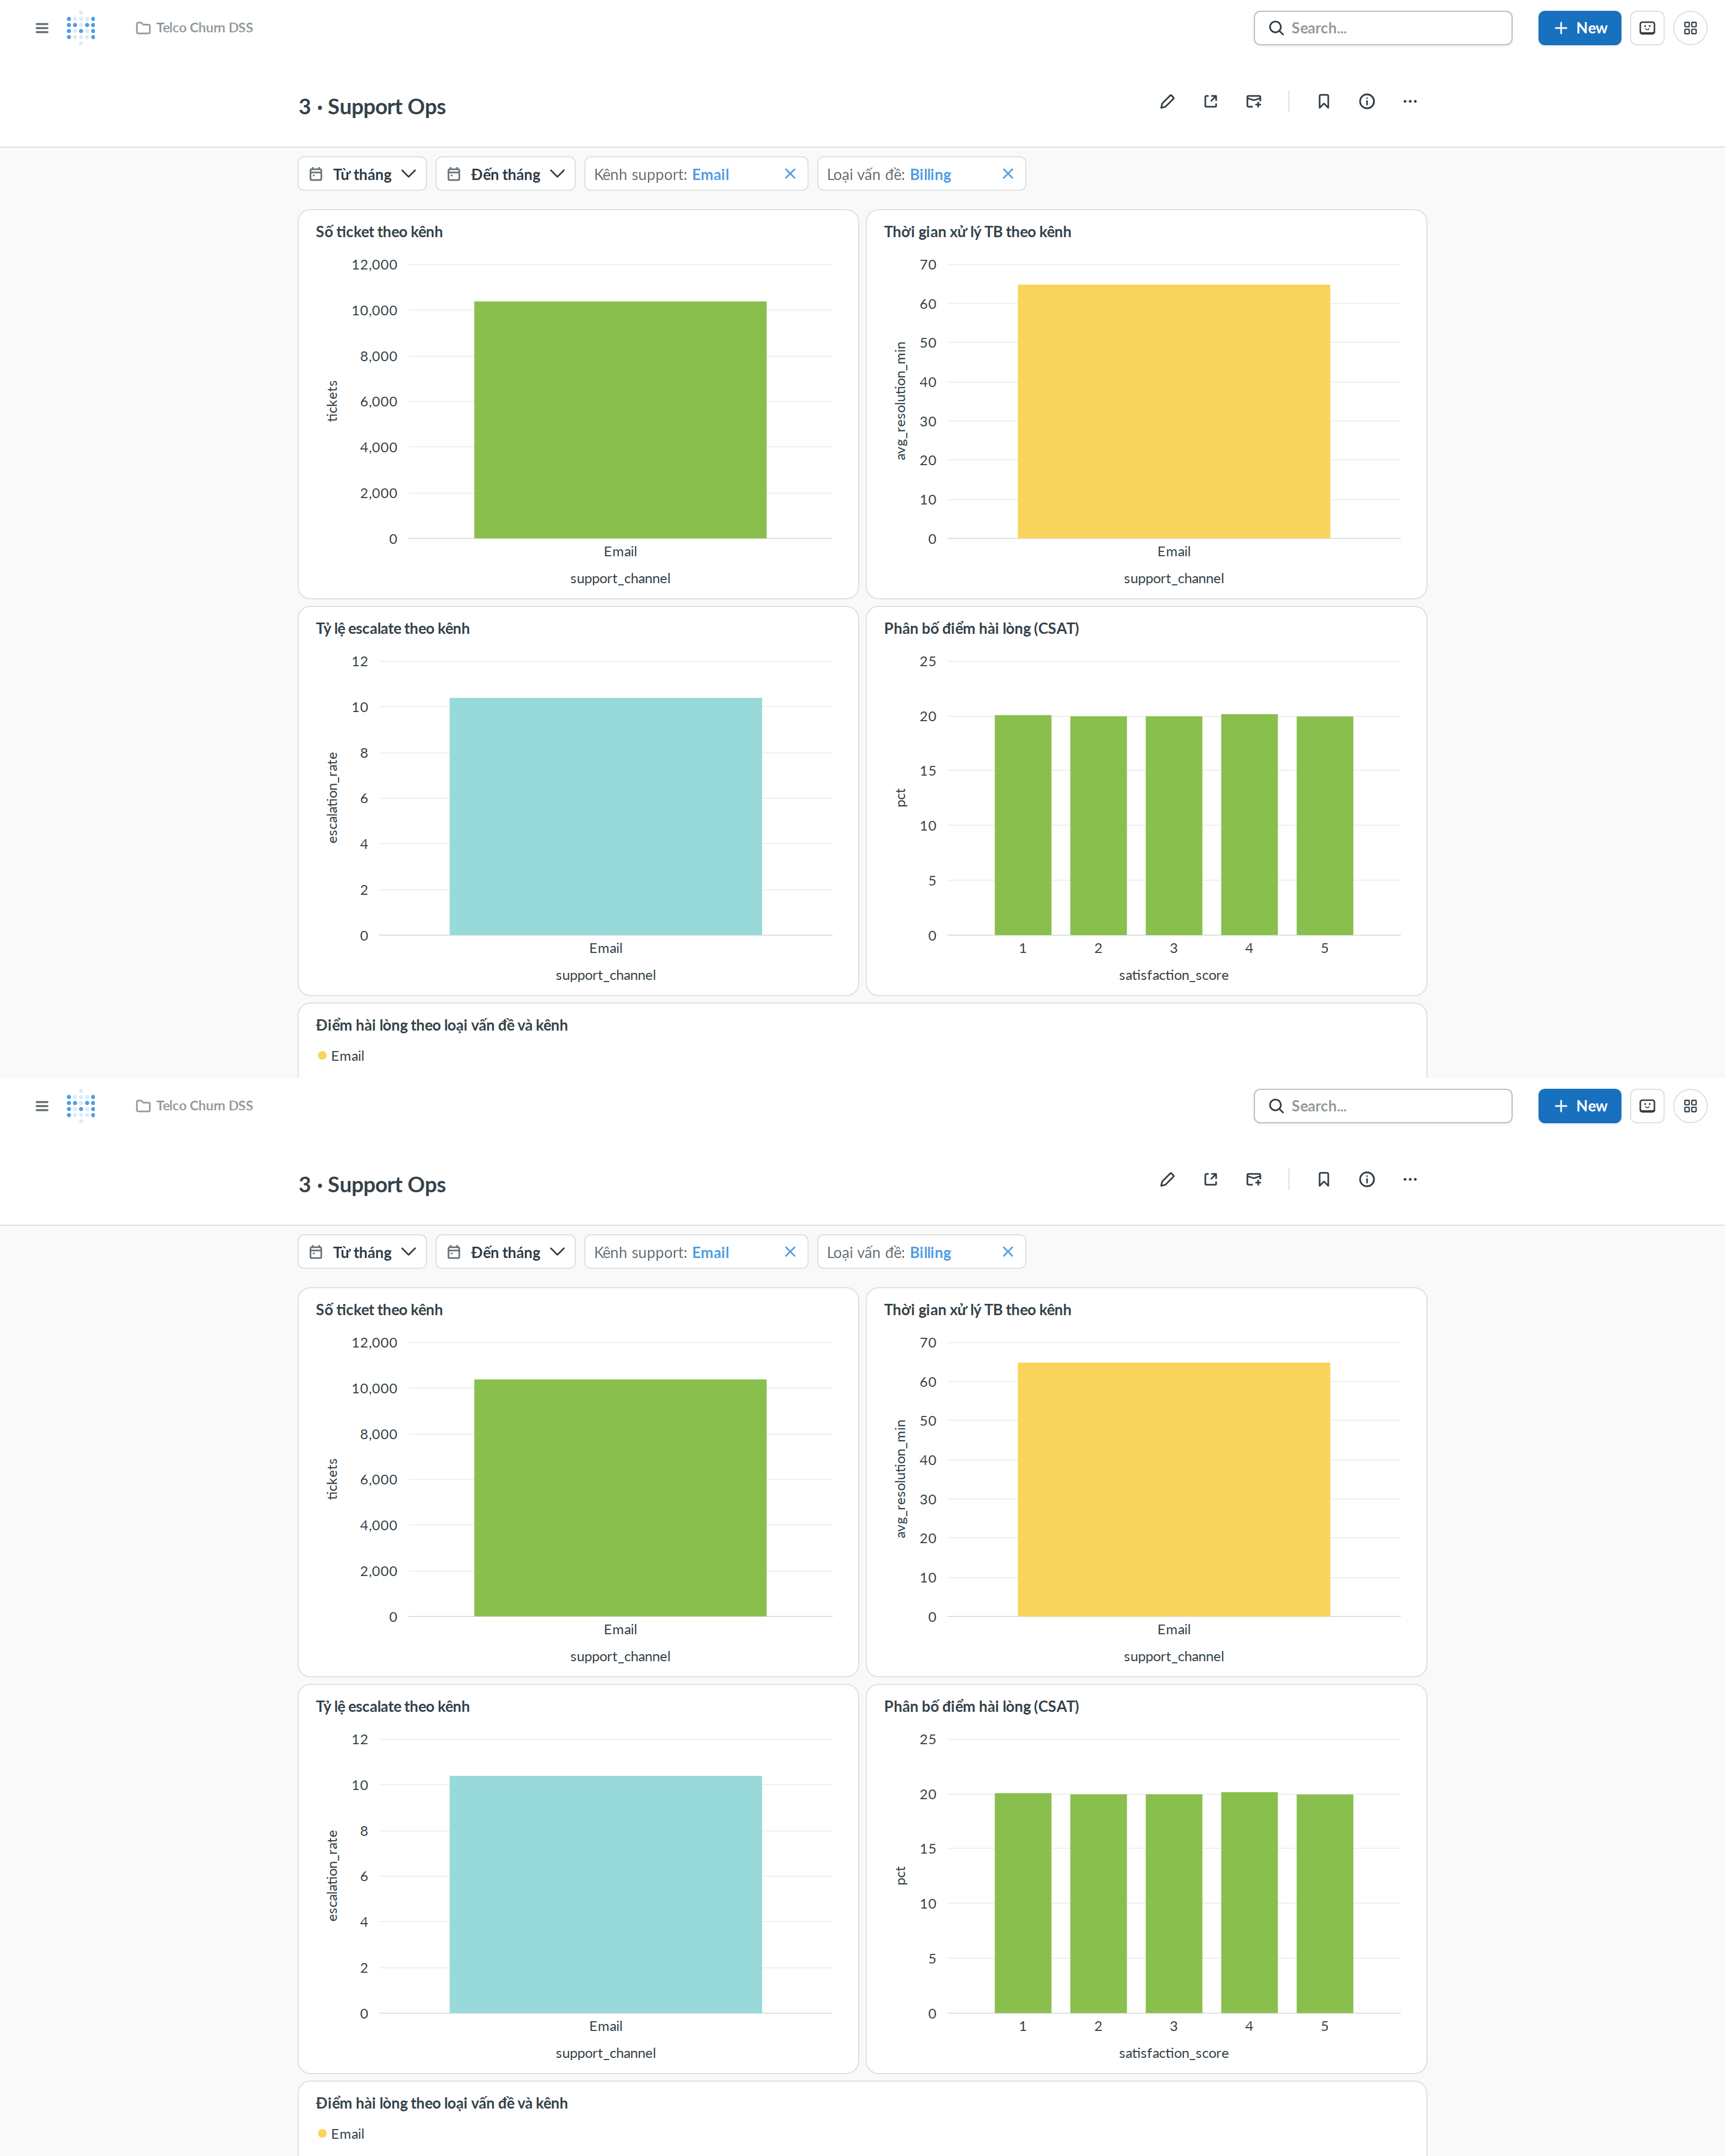 Telco Churn DSS
Search...
New
3 · Support Ops
Từ tháng
Đến tháng
Kênh support: Email
Loại vấn đề: Billing
Số ticket theo kênh
12,000
10,000
8,000
6,000
4,000
2,000
0
tickets
Email
support_channel
Thời gian xử lý TB theo kênh
70
60
50
40
30
20
10
0
avg_resolution_min
Email
support_channel
Tỷ lệ escalate theo kênh
12
10
8
6
4
2
0
escalation_rate
Email
support_channel
Phân bố điểm hài lòng (CSAT)
25
20
15
10
5
0
pct
1 2 3 4 5
satisfaction_score
Điểm hài lòng theo loại vấn đề và kênh
Email
Telco Churn DSS
Search...
New
3 · Support Ops
Từ tháng
Đến tháng
Kênh support: Email
Loại vấn đề: Billing
Số ticket theo kênh
12,000
10,000
8,000
6,000
4,000
2,000
0
tickets
Email
support_channel
Thời gian xử lý TB theo kênh
70
60
50
40
30
20
10
0
avg_resolution_min
Email
support_channel
Tỷ lệ escalate theo kênh
12
10
8
6
4
2
0
escalation_rate
Email
support_channel
Phân bố điểm hài lòng (CSAT)
25
20
15
10
5
0
pct
1 2 3 4 5
satisfaction_score
Điểm hài lòng theo loại vấn đề và kênh
Email